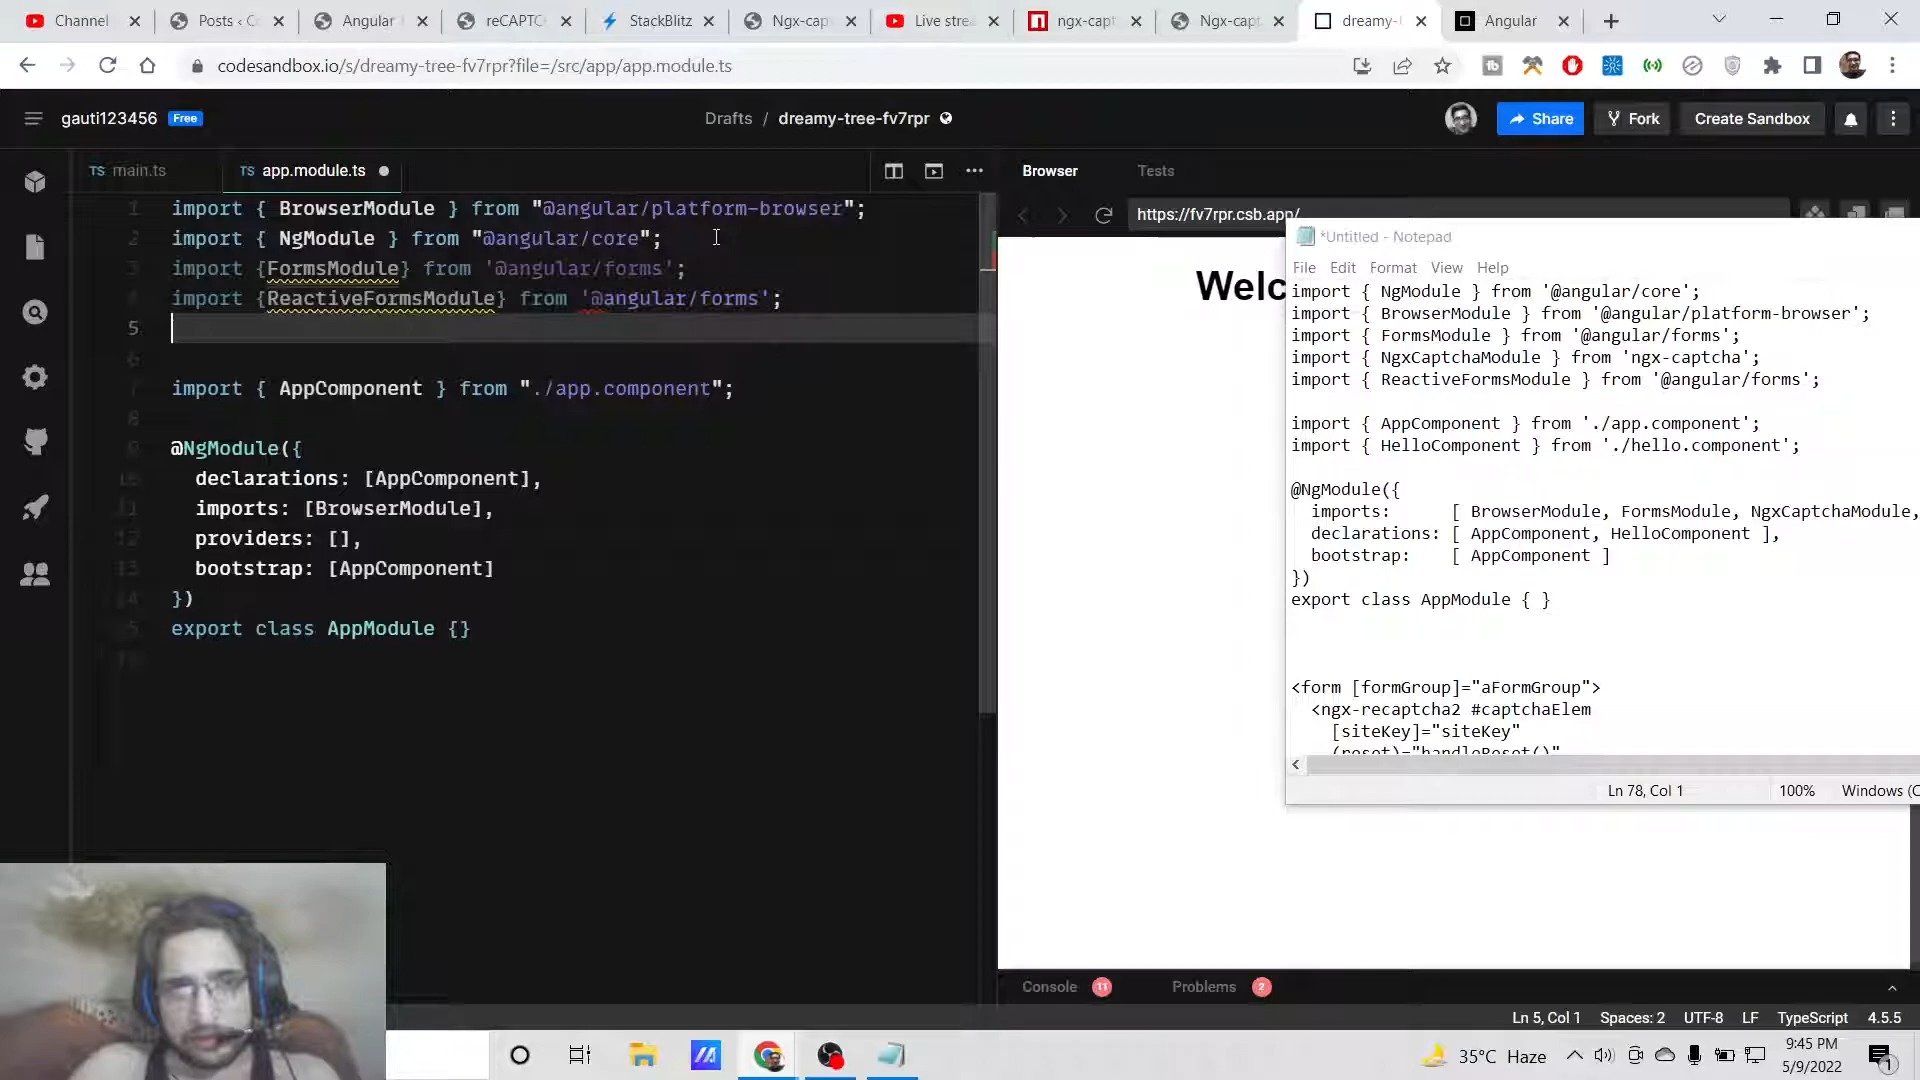 Channel
Posts ‹ C
Angular
reCAPTC
StackBlitz
Ngx-cap
Live strea
ngx-capt
Ngx-capt
dreamy-t
Angular
codesandbox.io/s/dreamy-tree-fv7rpr?file=/src/app/app.module.ts
gauti123456 Free
Drafts / dreamy-tree-fv7rpr
Share
Fork
Create Sandbox
TS main.ts
TS app.module.ts
Browser
Tests
https://fv7rpr.csb.app/
1 import { BrowserModule } from "@angular/platform-browser";
2 import { NgModule } from "@angular/core";
3 import {FormsModule} from '@angular/forms';
4 import {ReactiveFormsModule} from '@angular/forms';
5
6
7 import { AppComponent } from "./app.component";
8
9 @NgModule({
10 declarations: [AppComponent],
11 imports: [BrowserModule],
12 providers: [],
13 bootstrap: [AppComponent]
14 })
15 export class AppModule {}
16
Welc
*Untitled - Notepad
File Edit Format View Help
import { NgModule } from '@angular/core';
import { BrowserModule } from '@angular/platform-browser';
import { FormsModule } from '@angular/forms';
import { NgxCaptchaModule } from 'ngx-captcha';
import { ReactiveFormsModule } from '@angular/forms';
import { AppComponent } from './app.component';
import { HelloComponent } from './hello.component';
@NgModule({
imports: [ BrowserModule, FormsModule, NgxCaptchaModule,
declarations: [ AppComponent, HelloComponent ],
bootstrap: [ AppComponent ]
})
export class AppModule { }
<form [formGroup]="aFormGroup">
<ngx-recaptcha2 #captchaElem
[siteKey]="siteKey"
(reset)="handleReset()"
Ln 78, Col 1
100%
Windows (C
Console 11
Problems 2
Ln 5, Col 1
Spaces: 2
UTF-8
LF
TypeScript
4.5.5
35°C Haze
9:45 PM
5/9/2022
1